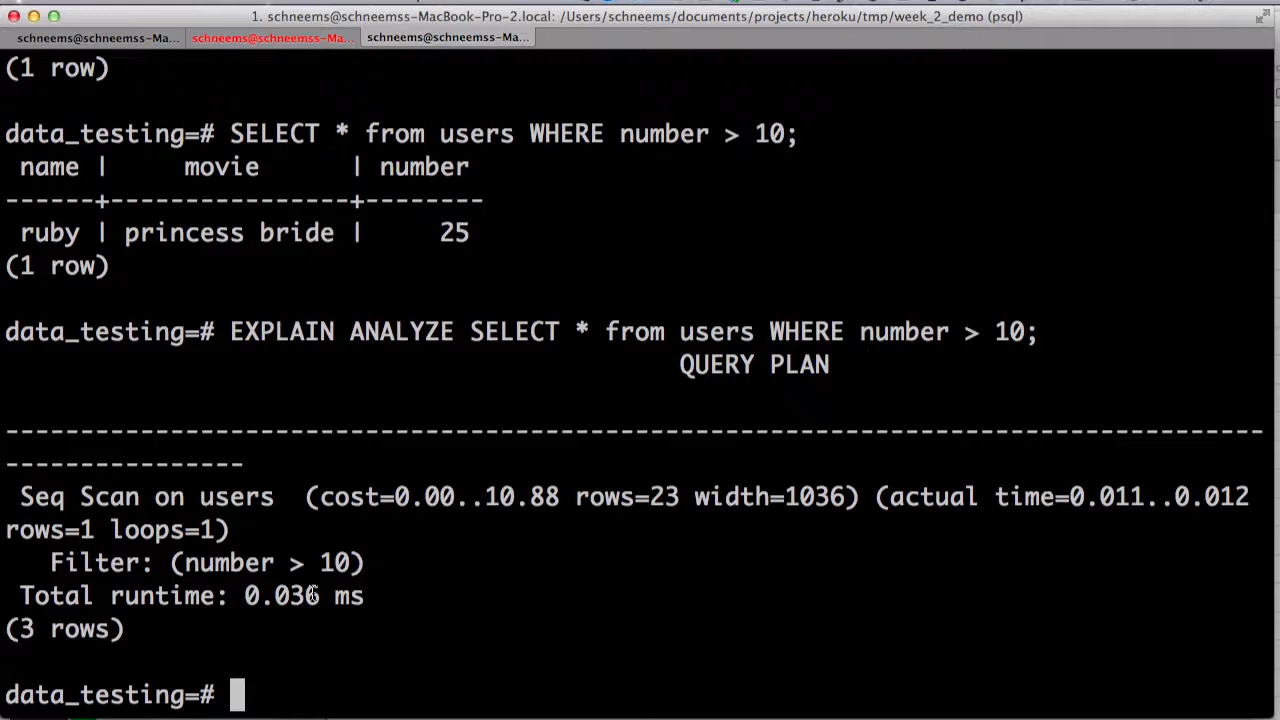 1. schneems@schneemss-MacBook-Pro-2.local: /Users/schneems/documents/projects/heroku/tmp/week_2_demo (psql)
schneems@schneemss-Ma... schneems@schneemss-Ma... schneems@schneemss-Ma...
(1 row)
data_testing=# SELECT * from users WHERE number > 10;
 name |     movie      | number
------+----------------+--------
 ruby | princess bride |     25
(1 row)
data_testing=# EXPLAIN ANALYZE SELECT * from users WHERE number > 10;
QUERY PLAN
------------------------------------------------------------------------------------
----------------
 Seq Scan on users  (cost=0.00..10.88 rows=23 width=1036) (actual time=0.011..0.012
rows=1 loops=1)
   Filter: (number > 10)
 Total runtime: 0.036 ms
(3 rows)
data_testing=#